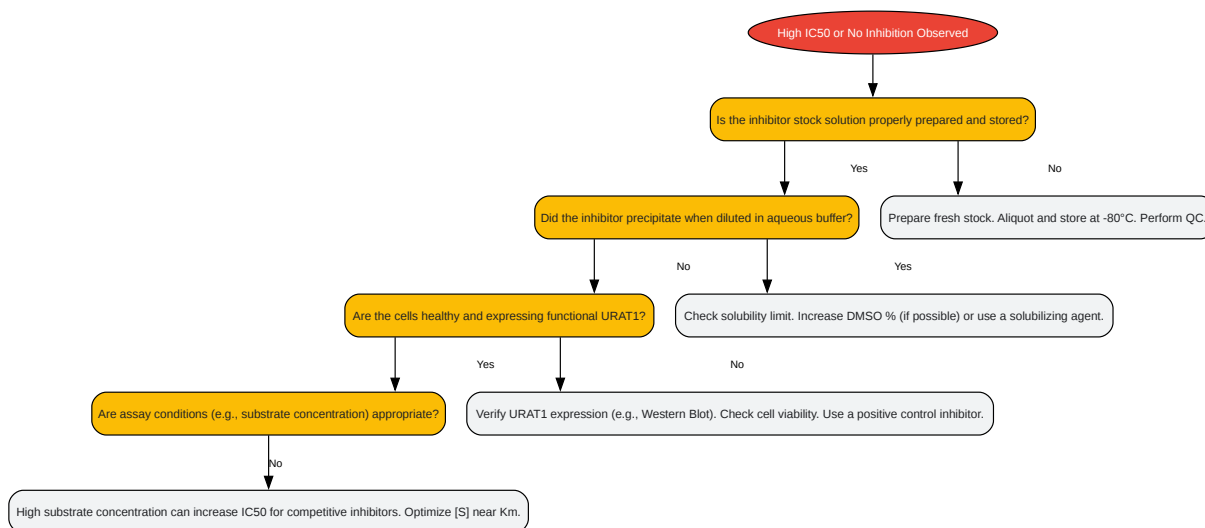 High IC50 or No Inhibition Observed
Is the inhibitor stock solution properly prepared and stored?
Yes
No
Did the inhibitor precipitate when diluted in aqueous buffer?
Prepare fresh stock. Aliquot and store at -80°C. Perform QC.
No
Yes
Are the cells healthy and expressing functional URAT1?
Check solubility limit. Increase DMSO % (if possible) or use a solubilizing agent.
Yes
No
Are assay conditions (e.g., substrate concentration) appropriate?
Verify URAT1 expression (e.g., Western Blot). Check cell viability. Use a positive control inhibitor.
No
High substrate concentration can increase IC50 for competitive inhibitors. Optimize [S] near Km.